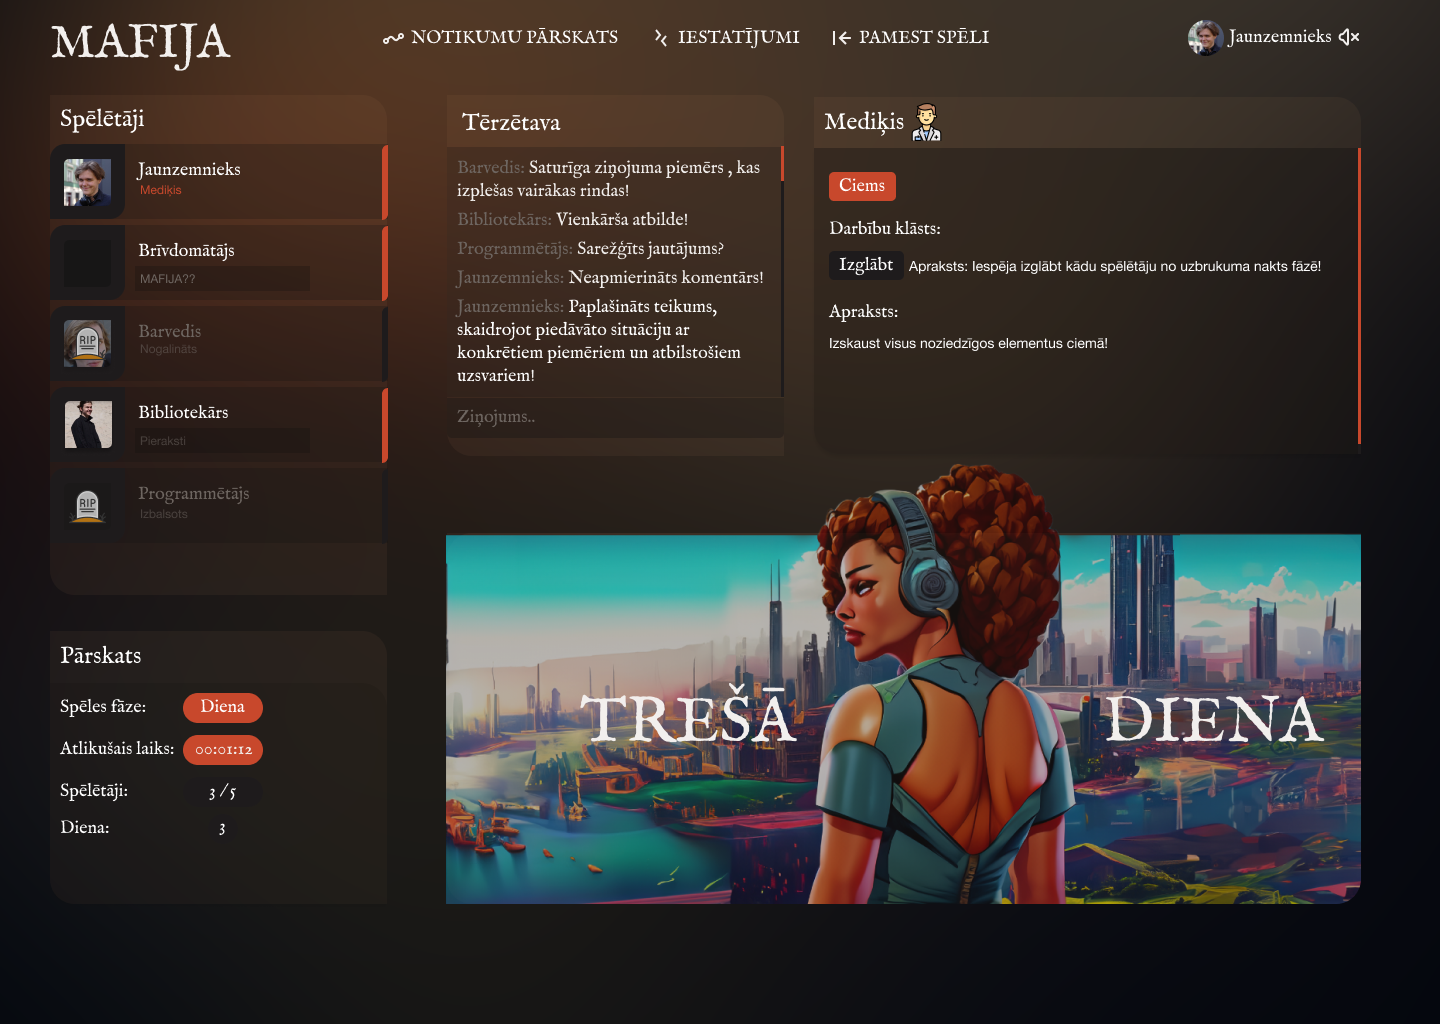 MAFIJA
NOTIKUMU PĀRSKATS
IESTATĪJUMI
PAMEST SPĒLI
Jaunzemnieks
Spēlētāji
Jaunzemnieks
Mediķis
Brīvdomātājs
MAFIJA??
RIP
Barvedis
Nogalināts
Bibliotekārs
Pieraksti
RIP
Programmētājs
Izbalsots
Tērzētava
Barvedis: Saturīga ziņojuma piemērs , kas
izplešas vairākas rindas!
Bibliotekārs: Vienkārša atbilde!
Programmētājs: Sarežģīts jautājums?
Jaunzemnieks: Neapmierināts komentārs!
Jaunzemnieks: Paplašināts teikums,
skaidrojot piedāvāto situāciju ar
konkrētiem piemēriem un atbilstošiem
uzsvariem!
Ziņojums..
Mediķis
Ciems
Darbību klāsts:
Izglābt Apraksts: Iespēja izglābt kādu spēlētāju no uzbrukuma nakts fāzē!
Apraksts:
Izskaust visus noziedzīgos elementus ciemā!
Pārskats
Spēles fāze: Diena
Atlikušais laiks: 00:01:12
Spēlētāji: 3 / 5
Diena: 3
TREŠĀ DIENA